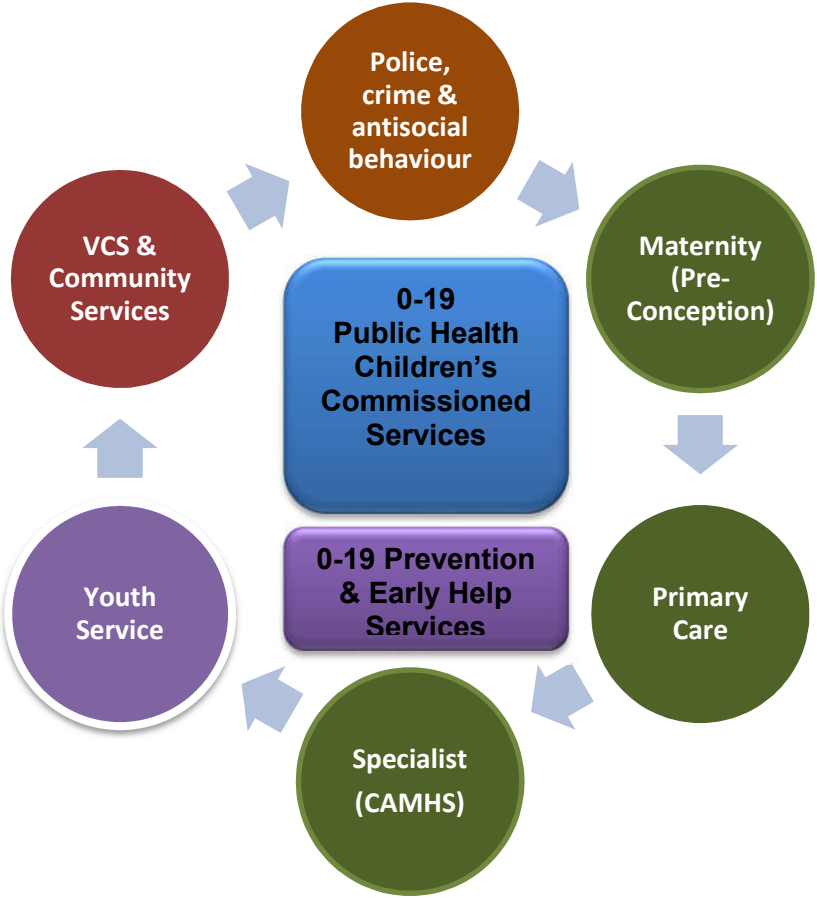 Police,
crime &
antisocial
behaviour
VCS &
Community
Services
Maternity
(Pre-
Conception)
0-19
Public Health
Children’s
Commissioned
Services
0-19 Prevention
& Early Help
Services
Youth
Service
Primary
Care
Specialist
(CAMHS)